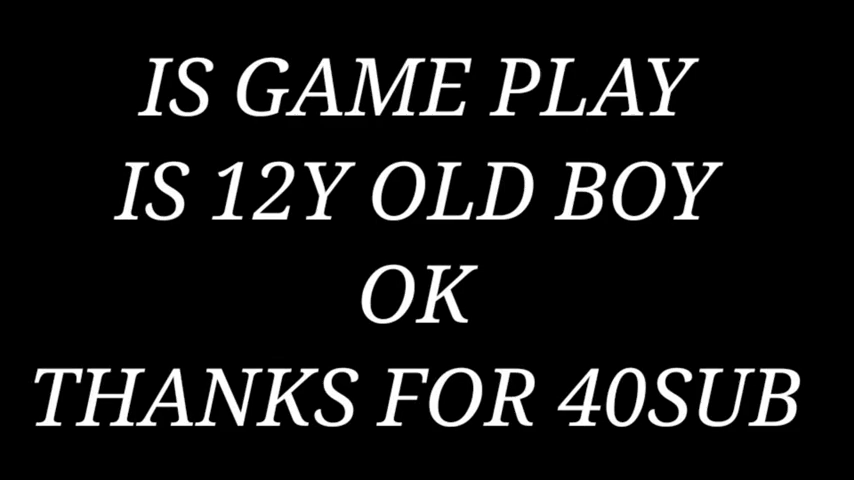 IS GAME PLAY
IS 12Y OLD BOY
OK
THANKS FOR 40SUB